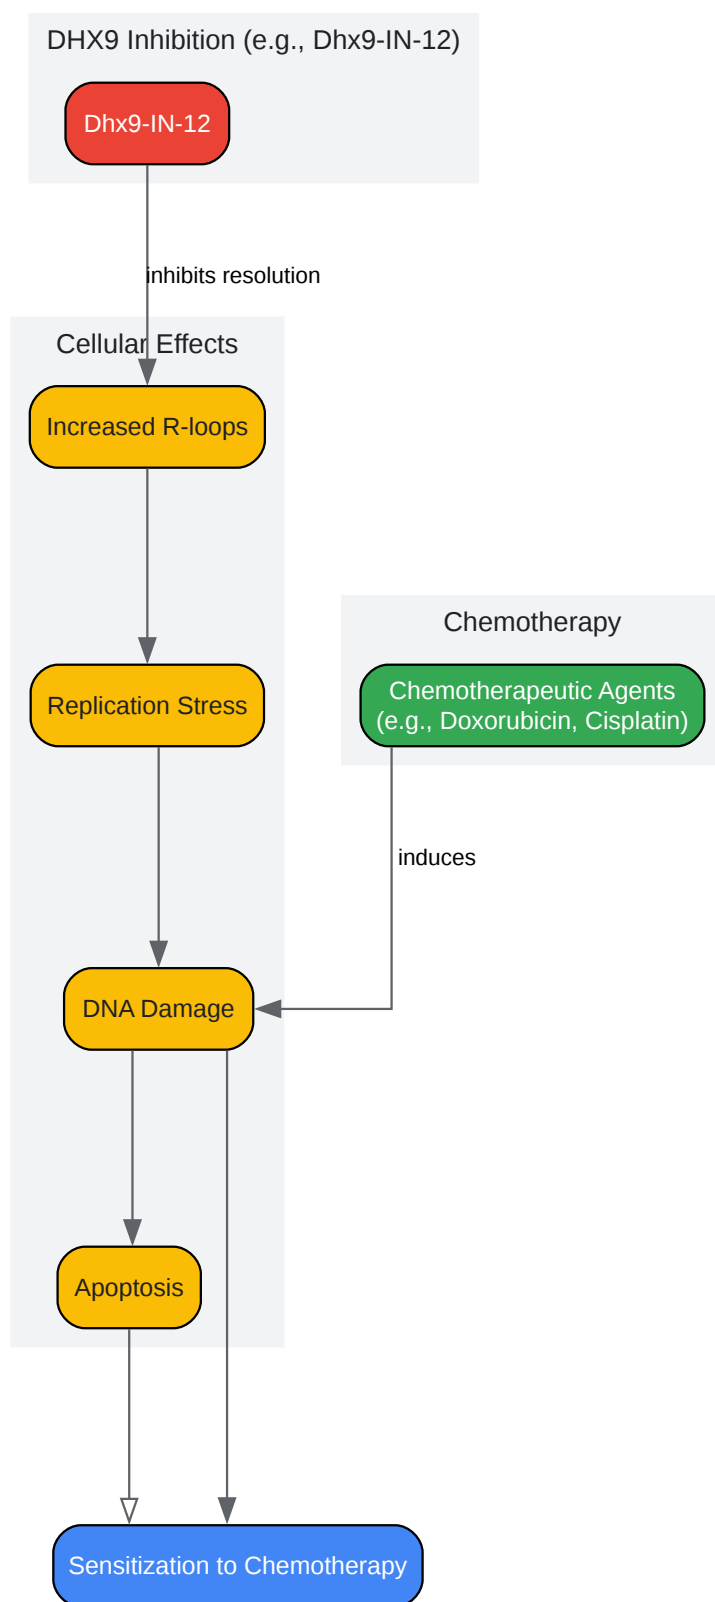 DHX9 Inhibition (e.g., Dhx9-IN-12)
Dhx9-IN-12
inhibits resolution
Cellular Effects
Increased R-loops
Chemotherapy
Replication Stress
Chemotherapeutic Agents
(e.g., Doxorubicin, Cisplatin)
induces
DNA Damage
Apoptosis
Sensitization to Chemotherapy